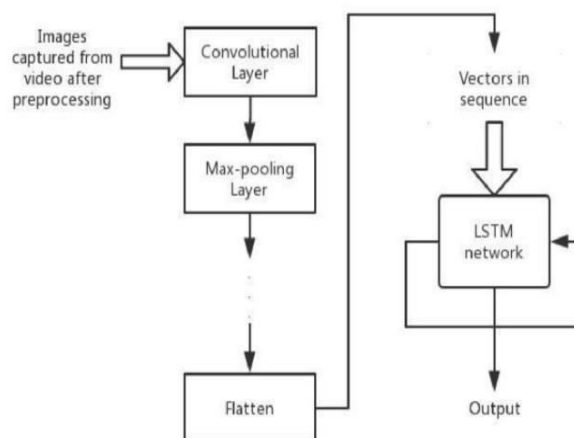 Images
captured from
video after
preprocessing
Convolutional
Layer
Max-pooling
Layer
Flatten
Vectors in
sequence
LSTM
network
Output